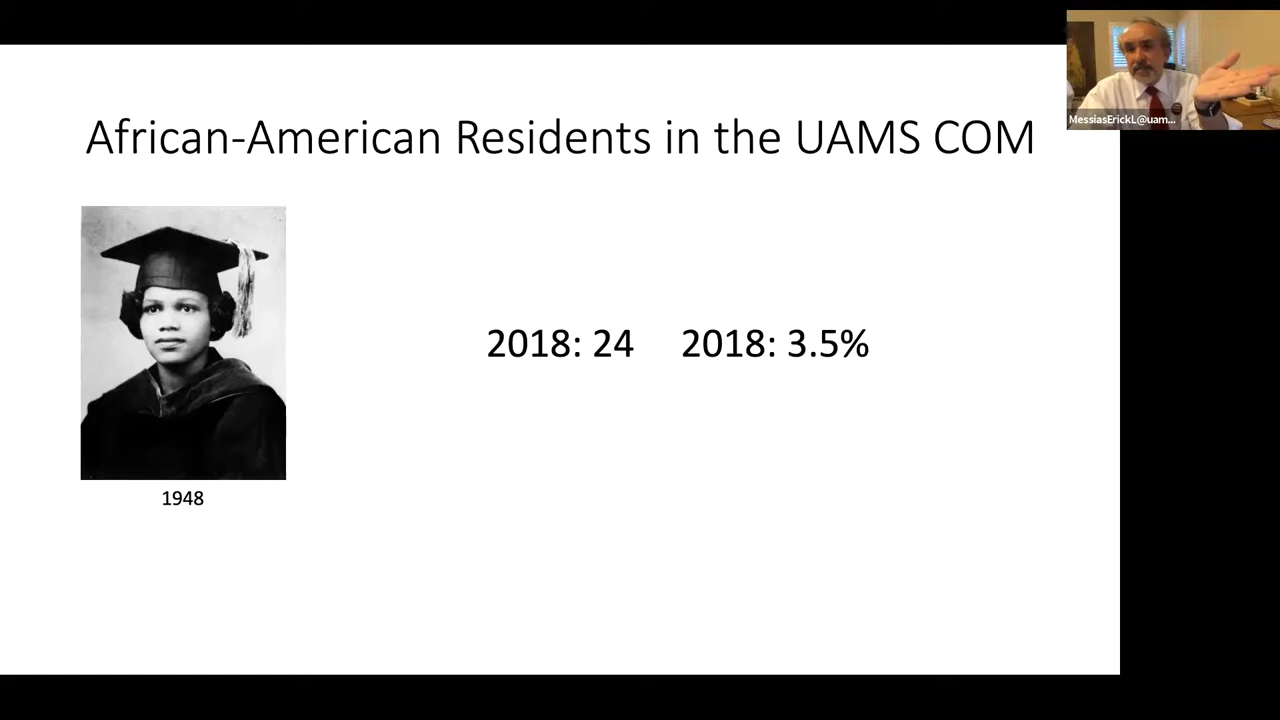 African-American Residents in the UAMS COM
MessiasErickL@uam...
2018: 24 2018: 3.5%
1948